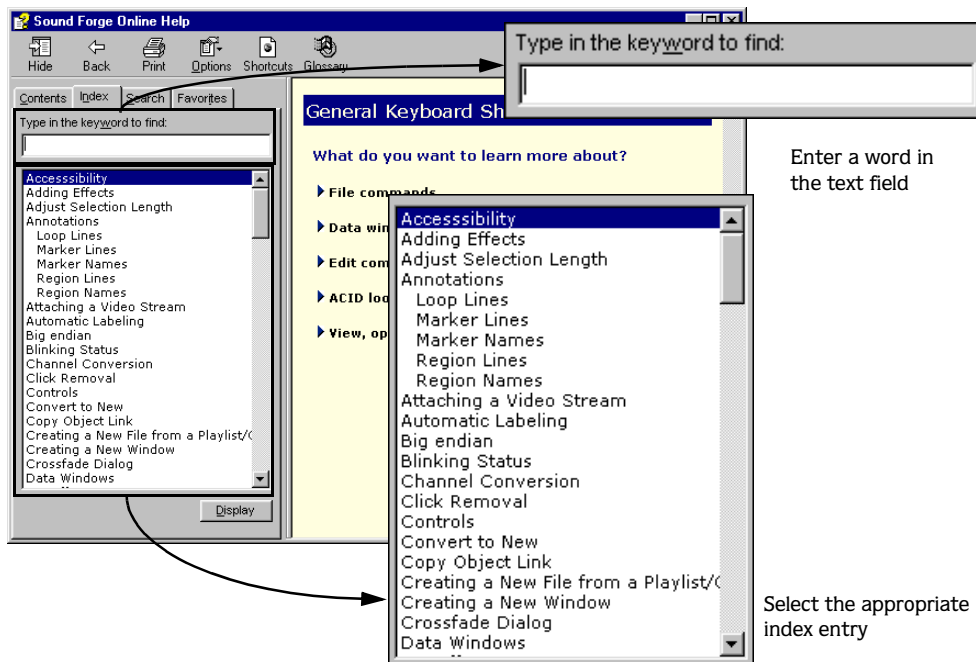 Sound Forge Online Help
Hide Back Print Options Shortcuts Glossary
Contents Index Search Favorites
Type in the keyword to find:
Accesssibility
Adding Effects
Adjust Selection Length
Annotations
Loop Lines
Marker Lines
Marker Names
Region Lines
Region Names
Attaching a Video Stream
Automatic Labeling
Big endian
Blinking Status
Channel Conversion
Click Removal
Controls
Convert to New
Copy Object Link
Creating a New File from a Playlist/
Creating a New Window
Crossfade Dialog
Data Windows
Display
General Keyboard Sh
What do you want to learn more about?
File commands
Data win
Edit com
ACID loo
View, op
Type in the keyword to find:
Enter a word in
the text field
Accesssibility
Adding Effects
Adjust Selection Length
Annotations
Loop Lines
Marker Lines
Marker Names
Region Lines
Region Names
Attaching a Video Stream
Automatic Labeling
Big endian
Blinking Status
Channel Conversion
Click Removal
Controls
Convert to New
Copy Object Link
Creating a New File from a Playlist/
Creating a New Window
Crossfade Dialog
Data Windows
Select the appropriate
index entry